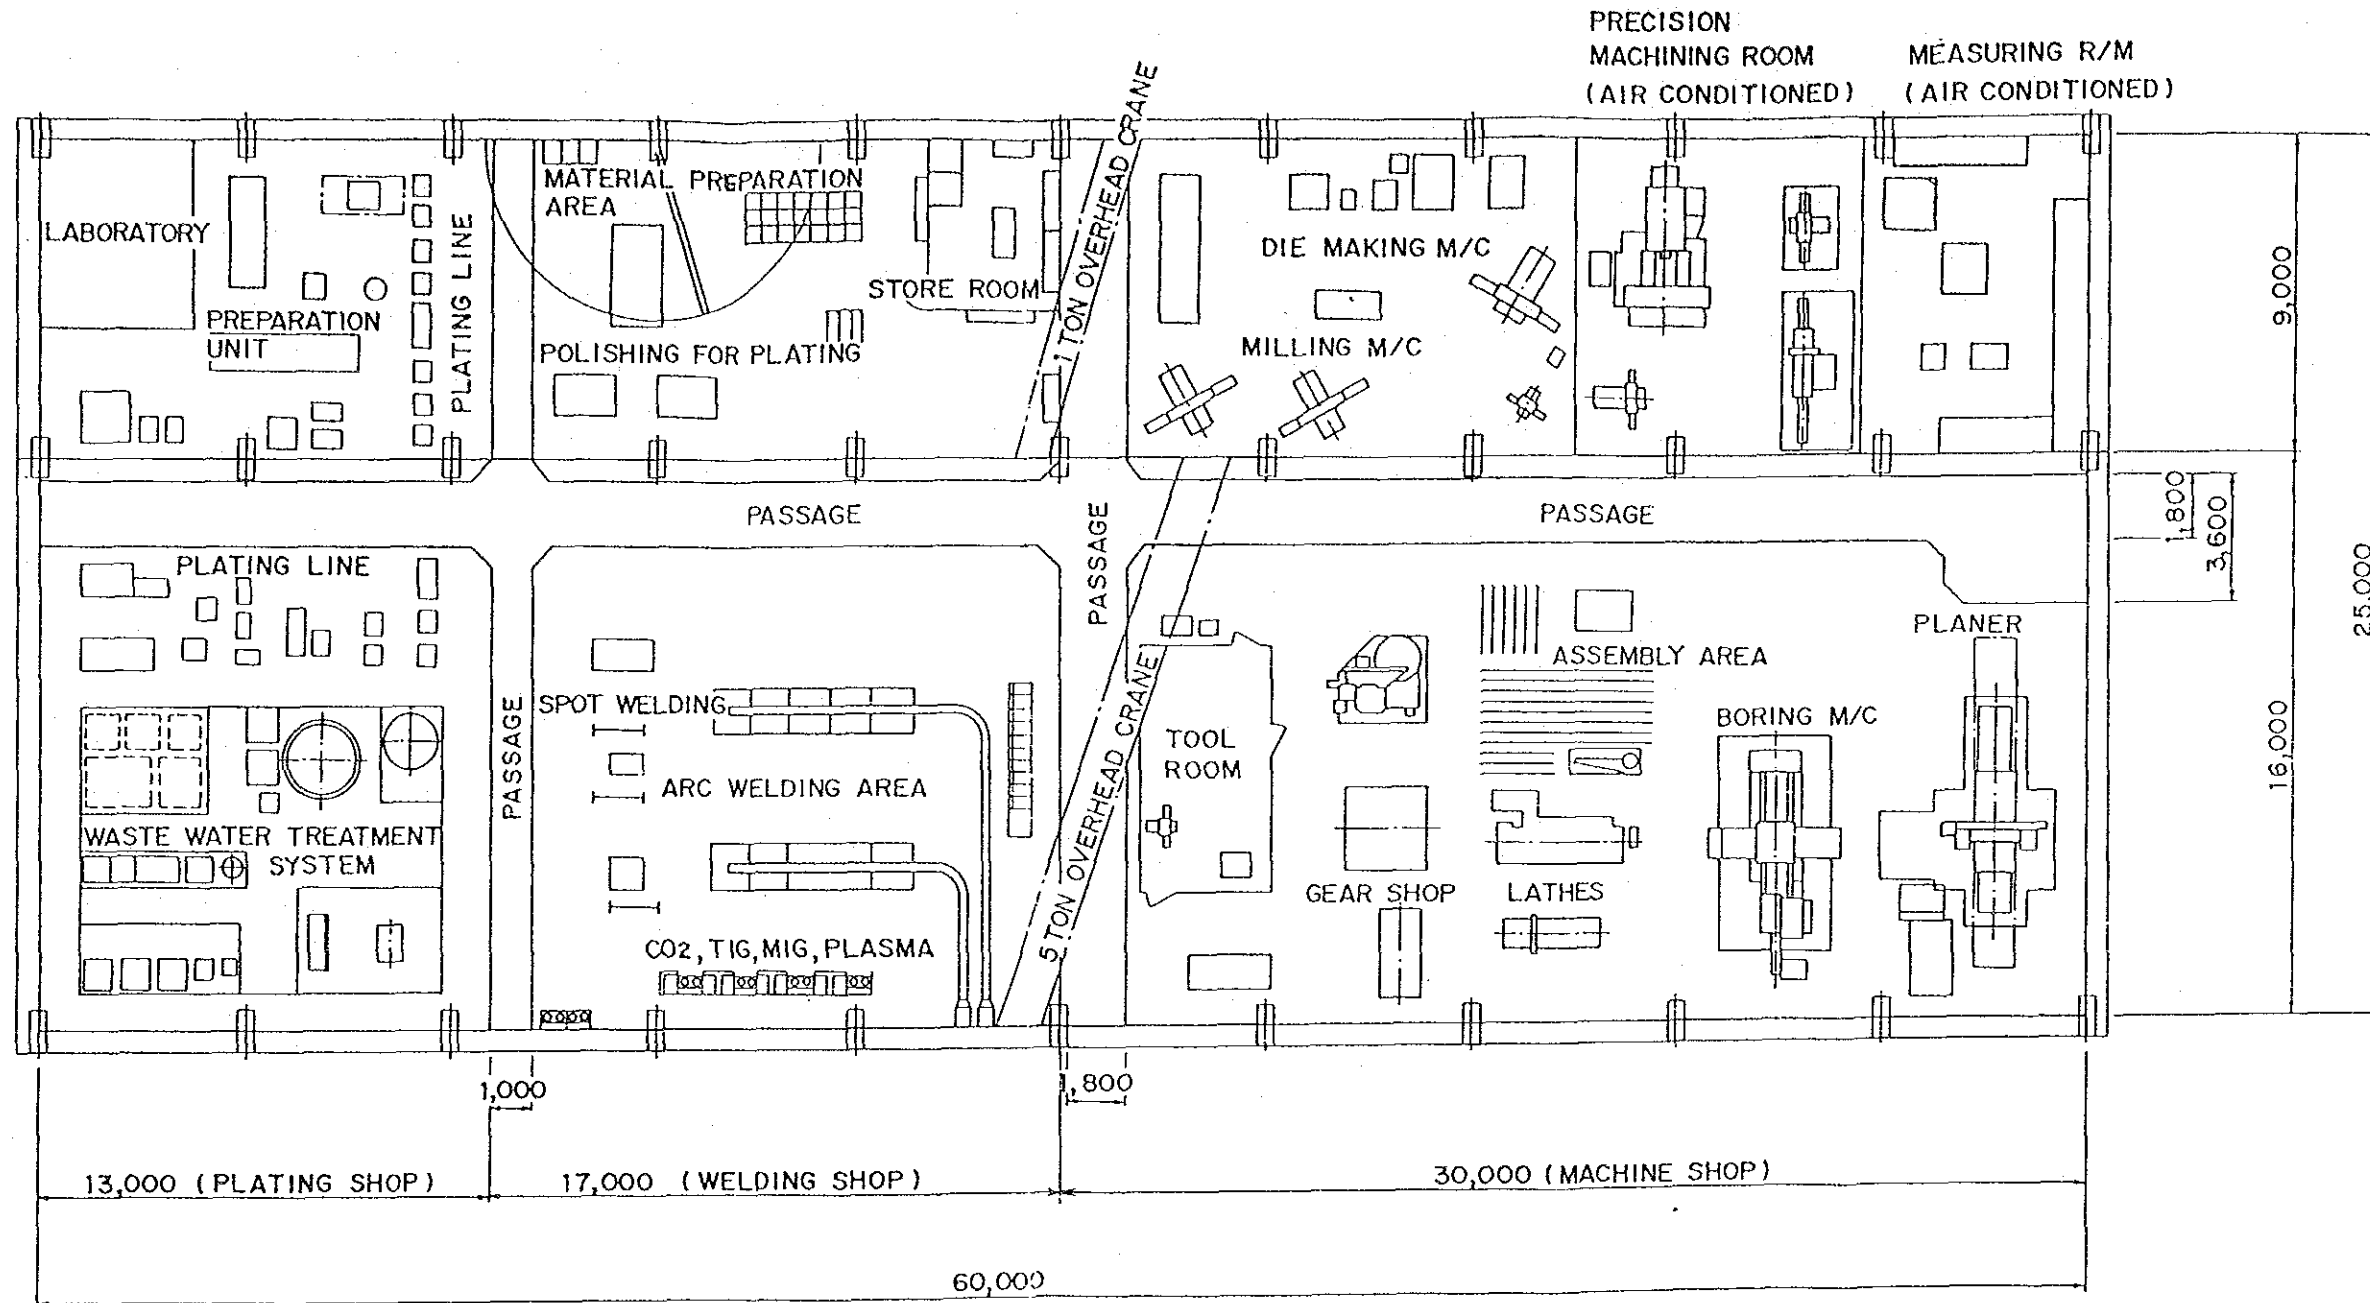 PRECISION
MACHINING ROOM
(AIR CONDITIONED)
MEASURING R/M
(AIR CONDITIONED)
LABORATORY
PREPARATION
UNIT
PLATING LINE
MATERIAL PREPARATION
AREA
POLISHING FOR PLATING
STORE ROOM
1 TON OVERHEAD CRANE
DIE MAKING M/C
MILLING M/C
9,000
PASSAGE
PASSAGE
PASSAGE
1,800
3,600
25,000
PLATING LINE
PASSAGE
SPOT WELDING
ARC WELDING AREA
CO2, TIG, MIG, PLASMA
5 TON OVERHEAD CRANE
WASTE WATER TREATMENT
SYSTEM
TOOL
ROOM
GEAR SHOP
LATHES
ASSEMBLY AREA
BORING M/C
PLANER
16,000
1,000
1,800
13,000 (PLATING SHOP)
17,000 (WELDING SHOP)
30,000 (MACHINE SHOP)
60,000